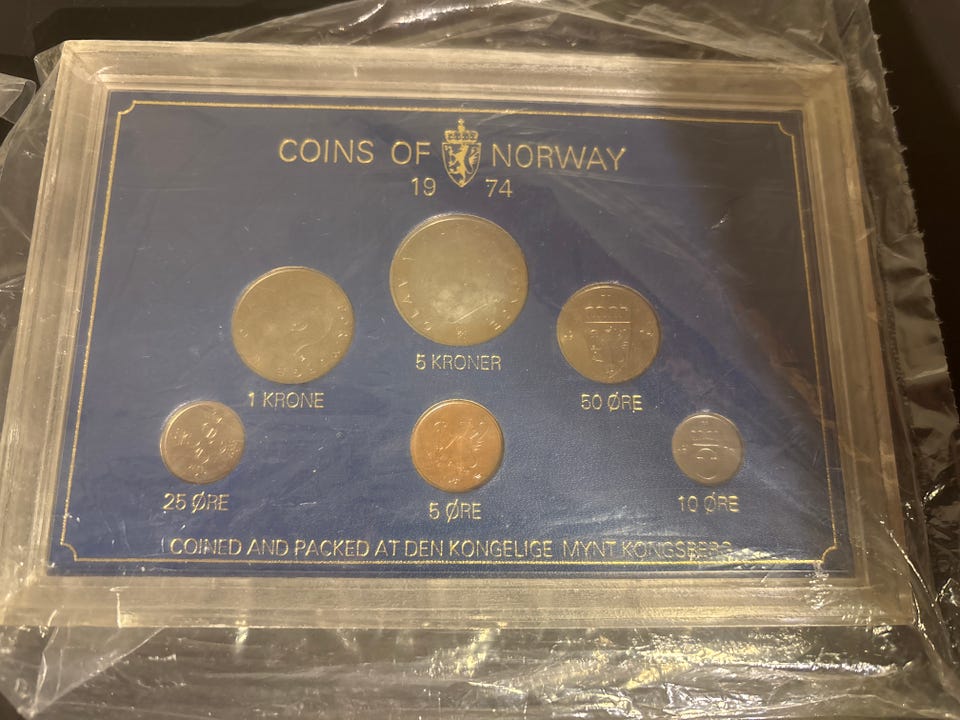 COINS OF NORWAY
19 74
5 KRONER
1 KRONE
50 ØRE
25 ØRE
5 ØRE
10 ØRE
COINED AND PACKED AT DEN KONGELIGE MYNT KONGSBERG